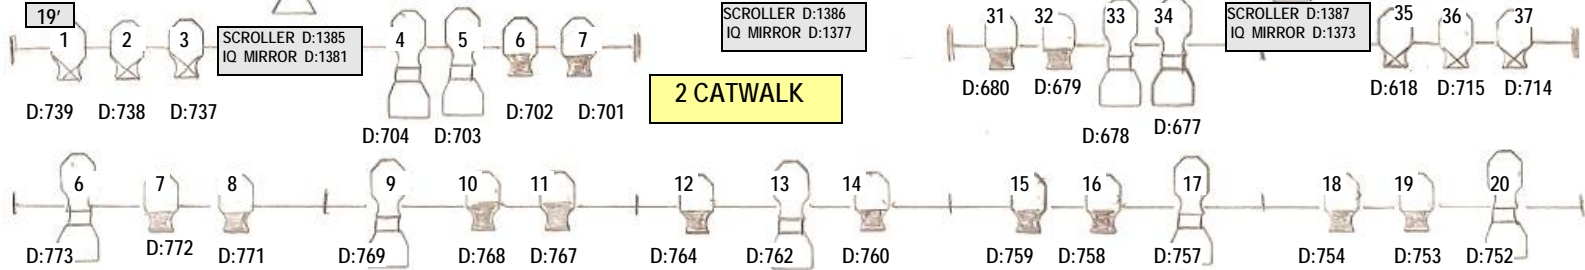 19'
1 2 3 4 5 6 7 31 32 33 34 35 36 37
SCROLLER D:1385
IQ MIRROR D:1381
SCROLLER D:1386
IQ MIRROR D:1377
SCROLLER D:1387
IQ MIRROR D:1373
D:739 D:738 D:737 D:704 D:703 D:702 D:701 D:680 D:679 D:678 D:677 D:618 D:715 D:714
2 CATWALK
6 7 8 9 10 11 12 13 14 15 16 17 18 19 20
D:773 D:772 D:771 D:769 D:768 D:767 D:764 D:762 D:760 D:759 D:758 D:757 D:754 D:753 D:752